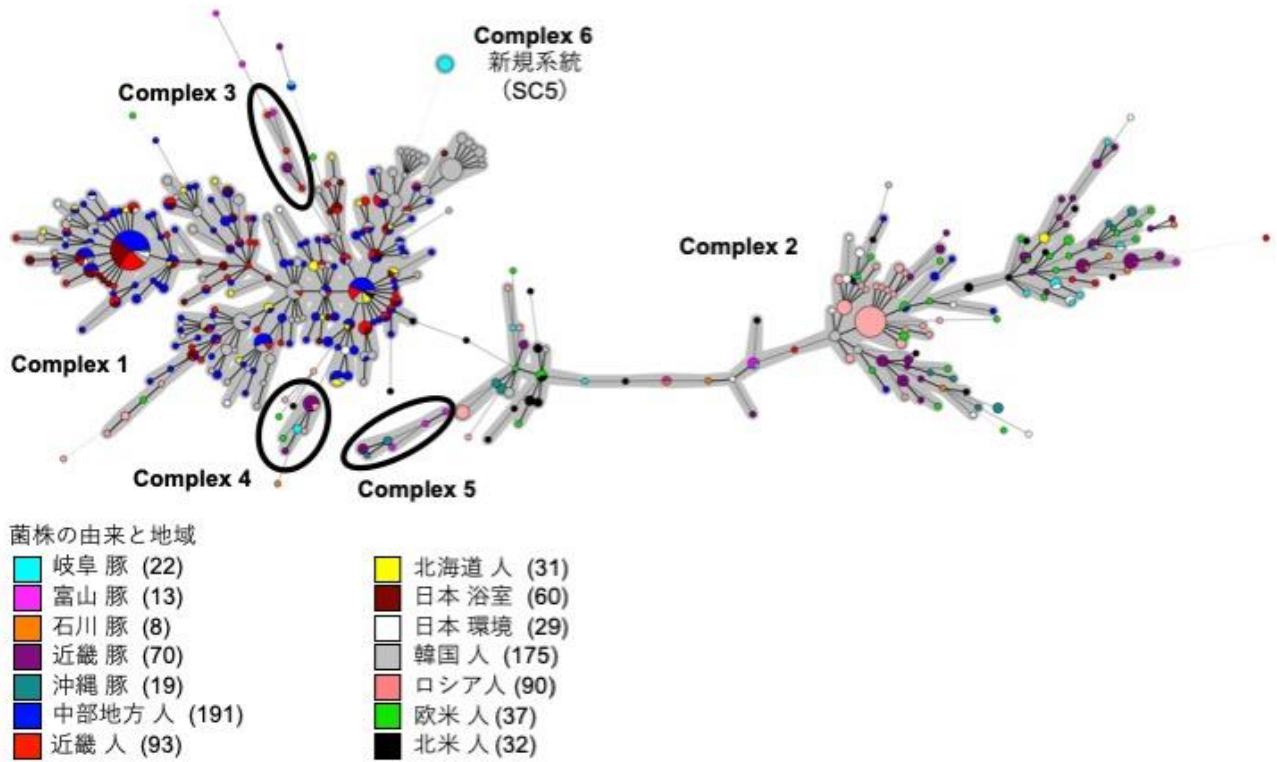 Complex 6
新規系統
（SC5）
Complex 3
Complex 2
Complex 1
Complex 4
Complex 5
菌株の由来と地域
岐阜 豚 (22)
富山 豚 (13)
石川 豚 (8)
近畿 豚 (70)
沖縄 豚 (19)
中部地方 人 (191)
近畿 人 (93)
北海道 人 (31)
日本 浴室 (60)
日本 環境 (29)
韓国 人 (175)
ロシア人 (90)
欧米 人 (37)
北米 人 (32)